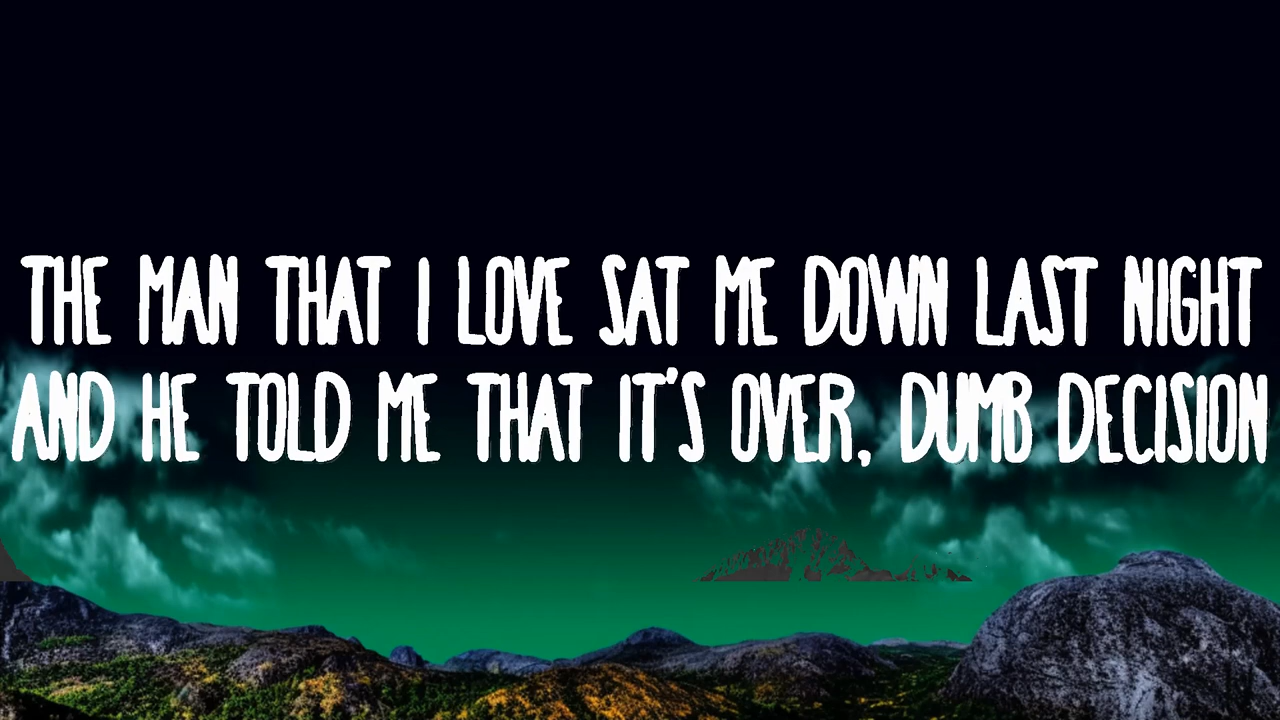 THE MAN THAT I LOVE SAT ME DOWN LAST NIGHT
AND HE TOLD ME THAT IT'S OVER, DUMB DECISION